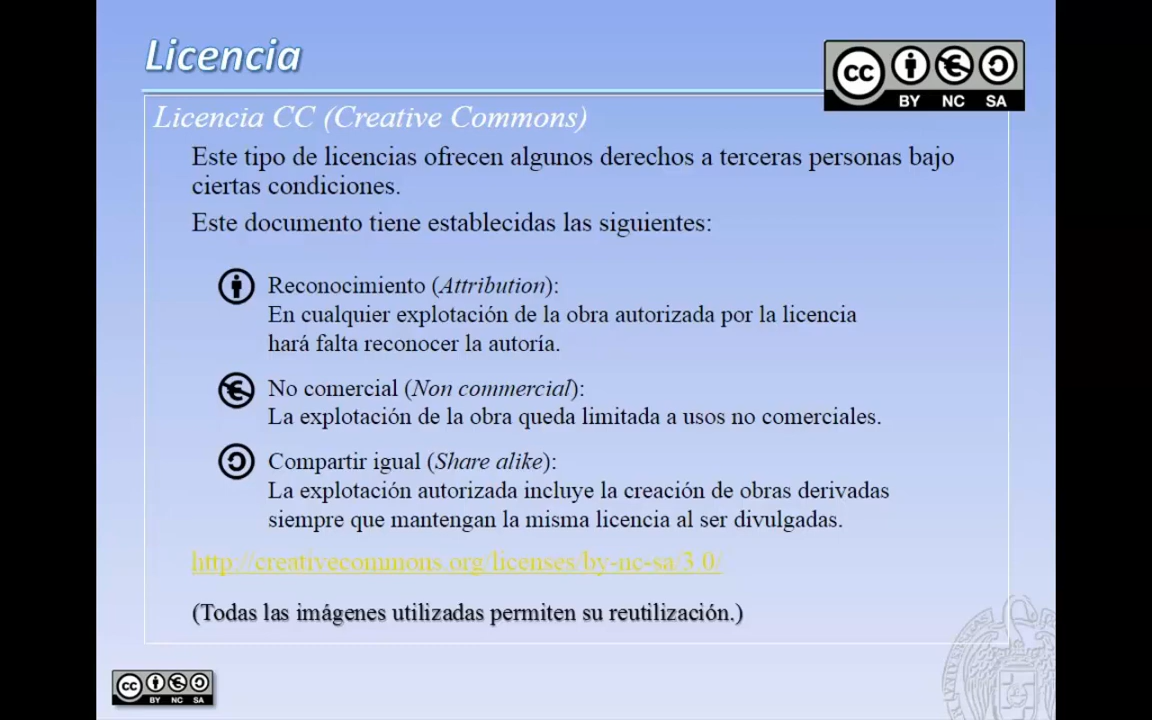 Licencia
CC BY NC SA
Licencia CC (Creative Commons)
Este tipo de licencias ofrecen algunos derechos a terceras personas bajo
ciertas condiciones.
Este documento tiene establecidas las siguientes:
Reconocimiento (Attribution):
En cualquier explotación de la obra autorizada por la licencia
hará falta reconocer la autoría.
No comercial (Non commercial):
La explotación de la obra queda limitada a usos no comerciales.
Compartir igual (Share alike):
La explotación autorizada incluye la creación de obras derivadas
siempre que mantengan la misma licencia al ser divulgadas.
http://creativecommons.org/licenses/by-nc-sa/3.0/
(Todas las imágenes utilizadas permiten su reutilización.)
CC BY NC SA